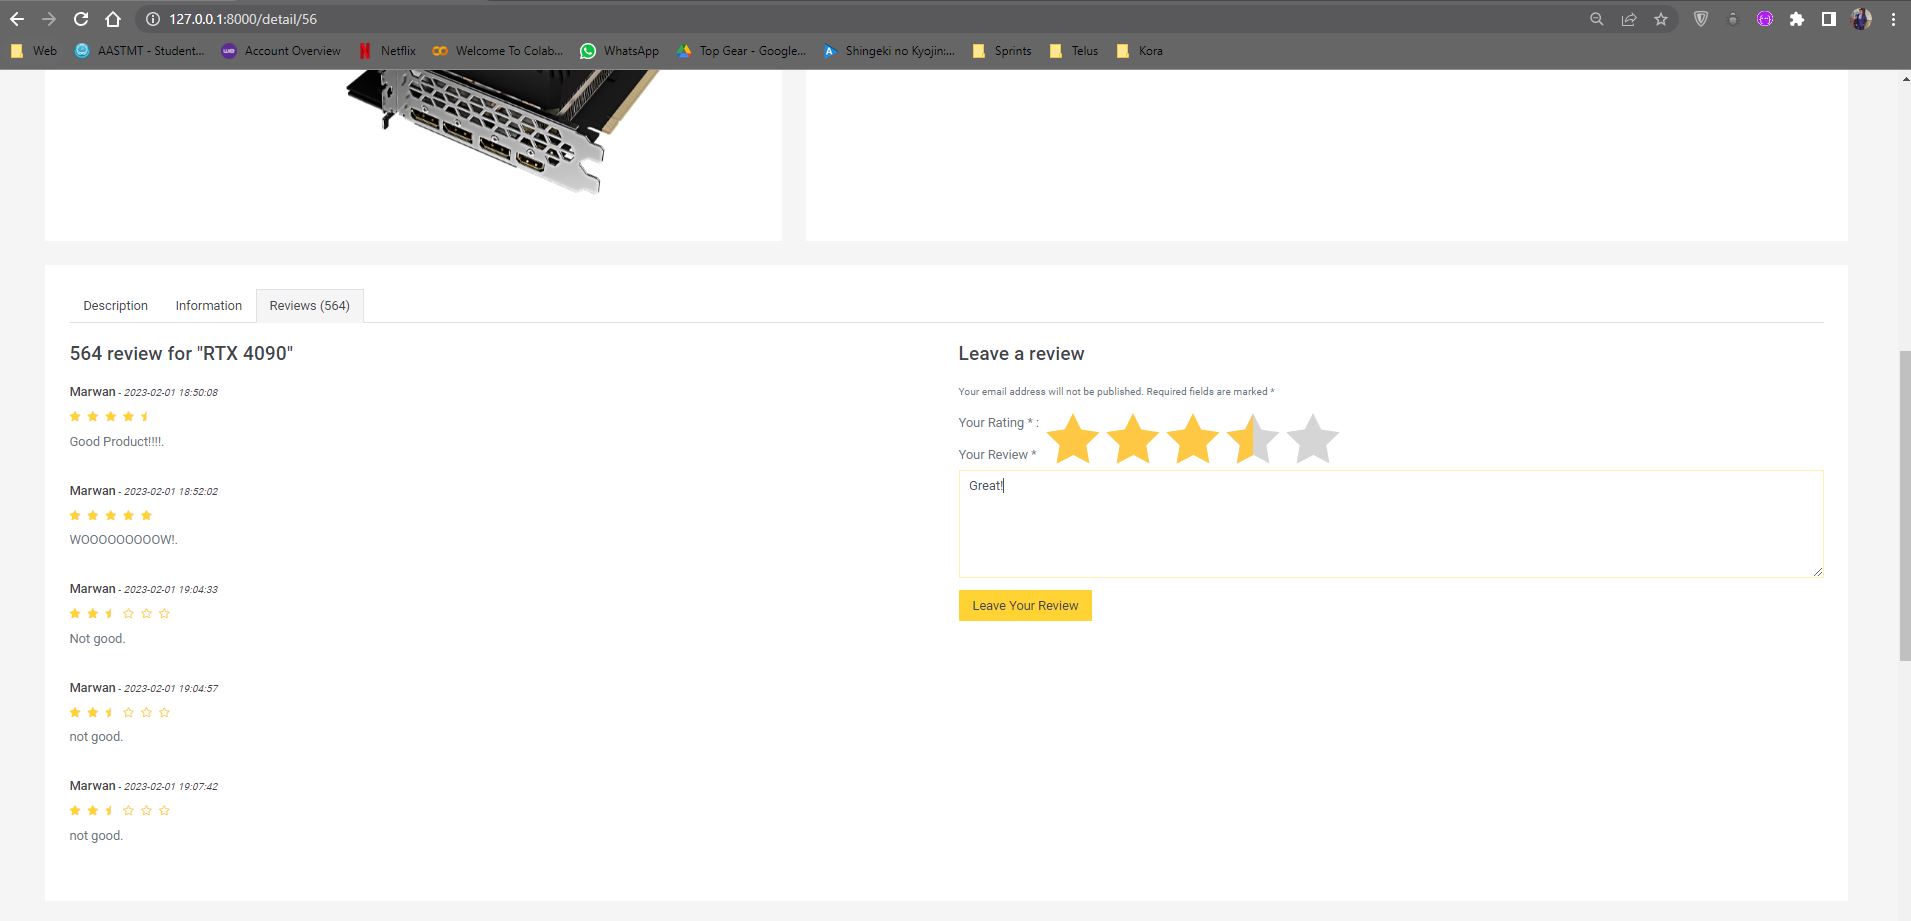 127.0.0.1:8000/detail/56
Web AASTMT - Student... Account Overview Netflix Welcome To Colab... WhatsApp Top Gear - Google... Shingeki no Kyojin:... Sprints Telus Kora
Description Information Reviews (564)
564 review for "RTX 4090"
Marwan - 2023-02-01 18:50:08
Good Product!!!!.
Marwan - 2023-02-01 18:52:02
WOOOOOOOOOW!.
Marwan - 2023-02-01 19:04:33
Not good.
Marwan - 2023-02-01 19:04:57
not good.
Marwan - 2023-02-01 19:07:42
not good.
Leave a review
Your email address will not be published. Required fields are marked *
Your Rating * :
Your Review *
Great!
Leave Your Review